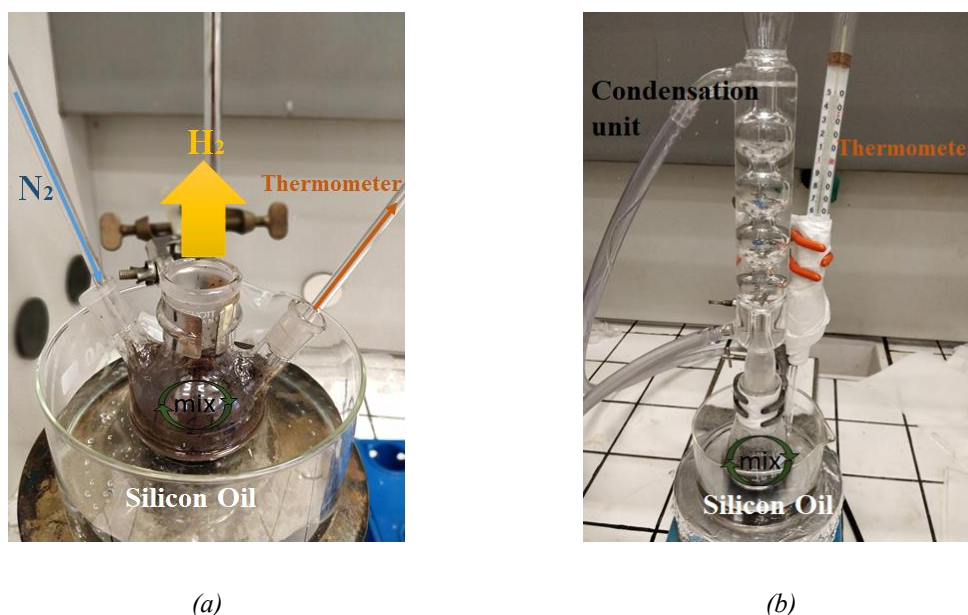 N₂
H₂
Thermometer
mix
Silicon Oil
Condensation
unit
Thermomete
mix
Silicon Oil
(a)
(b)